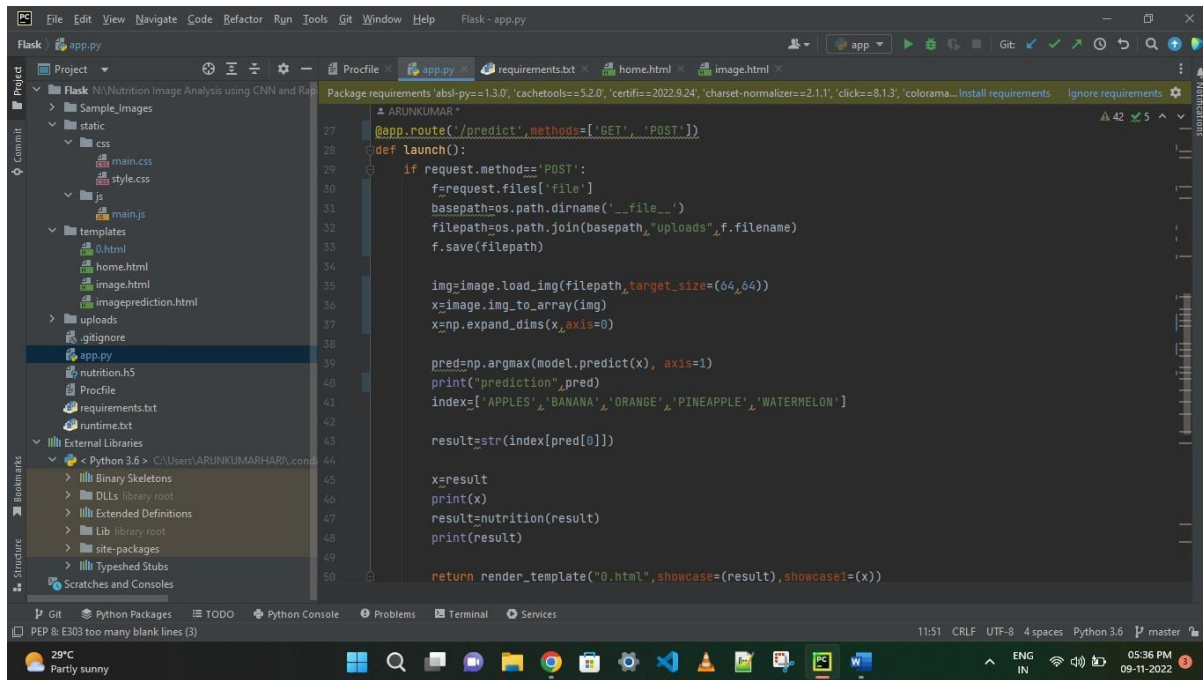 PC File Edit View Navigate Code Refactor Run Tools Git Window Help Flask - app.py
Flask app.py app Git:
Project Procfile app.py requirements.txt home.html image.html
Project
Commit
Bookmarks
Structure
Notifications
Flask N:\Nutrition Image Analysis using CNN and Rap
Sample_Images
static
css
main.css
style.css
js
main.js
templates
0.html
home.html
image.html
imageprediction.html
uploads
.gitignore
app.py
nutrition.h5
Procfile
requirements.txt
runtime.txt
External Libraries
< Python 3.6 > C:\Users\ARUNKUMARHARI\.cond
Binary Skeletons
DLLs library root
Extended Definitions
Lib library root
site-packages
Typeshed Stubs
Scratches and Consoles
Package requirements 'absl-py==1.3.0', 'cachetools==5.2.0', 'certifi==2022.9.24', 'charset-normalizer==2.1.1', 'click==8.1.3', 'colorama... Install requirements Ignore requirements
ARUNKUMAR *
42 5
27 @app.route('/predict',methods=['GET', 'POST'])
28 def launch():
29 if request.method=='POST':
30 f=request.files['file']
31 basepath=os.path.dirname('__file__')
32 filepath=os.path.join(basepath,"uploads",f.filename)
33 f.save(filepath)
34
35 img=image.load_img(filepath,target_size=(64,64))
36 x=image.img_to_array(img)
37 x=np.expand_dims(x,axis=0)
38
39 pred=np.argmax(model.predict(x), axis=1)
40 print("prediction",pred)
41 index=['APPLES','BANANA','ORANGE','PINEAPPLE','WATERMELON']
42
43 result=str(index[pred[0]])
44
45 x=result
46 print(x)
47 result=nutrition(result)
48 print(result)
49
50 return render_template("0.html",showcase=(result),showcase1=(x))
Git Python Packages TODO Python Console Problems Terminal Services
PEP 8: E303 too many blank lines (3) 11:51 CRLF UTF-8 4 spaces Python 3.6 master
29°C
Partly sunny
ENG
IN
05:36 PM
09-11-2022
3